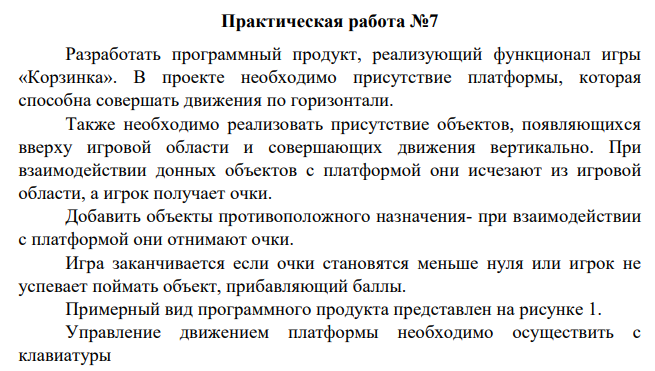 Практическая работа №7
Разработать программный продукт, реализующий функционал игры
«Корзинка». В проекте необходимо присутствие платформы, которая
способна совершать движения по горизонтали.
Также необходимо реализовать присутствие объектов, появляющихся
вверху игровой области и совершающих движения вертикально. При
взаимодействии донных объектов с платформой они исчезают из игровой
области, а игрок получает очки.
Добавить объекты противоположного назначения- при взаимодействии
с платформой они отнимают очки.
Игра заканчивается если очки становятся меньше нуля или игрок не
успевает поймать объект, прибавляющий баллы.
Примерный вид программного продукта представлен на рисунке 1.
Управление движением платформы необходимо осуществить с
клавиатуры